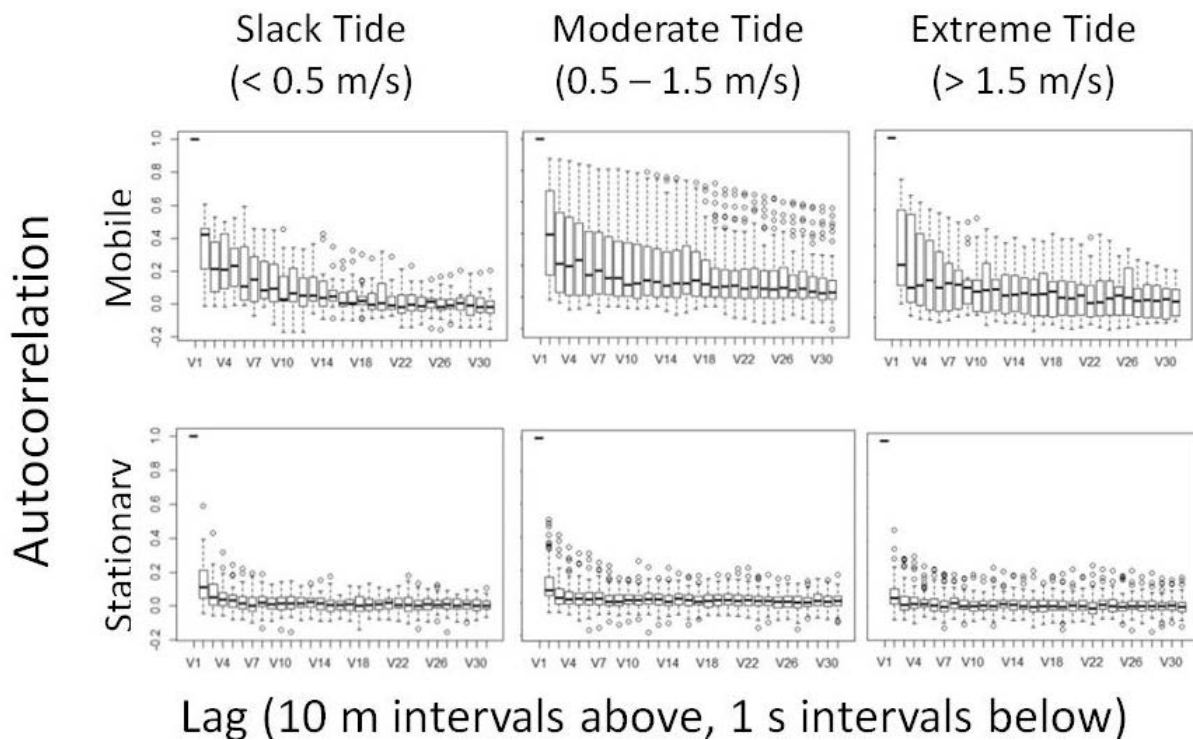 Slack Tide
(< 0.5 m/s)
Moderate Tide
(0.5 – 1.5 m/s)
Extreme Tide
(> 1.5 m/s)
Autocorrelation
Mobile
1.0
0.8
0.6
0.4
0.2
0.0
-0.2
V1 V4 V7 V10 V14 V18 V22 V26 V30
V1 V4 V7 V10 V14 V18 V22 V26 V30
V1 V4 V7 V10 V14 V18 V22 V26 V30
Stationary
1.0
0.8
0.6
0.4
0.2
0.0
-0.2
V1 V4 V7 V10 V14 V18 V22 V26 V30
V1 V4 V7 V10 V14 V18 V22 V26 V30
V1 V4 V7 V10 V14 V18 V22 V26 V30
Lag (10 m intervals above, 1 s intervals below)